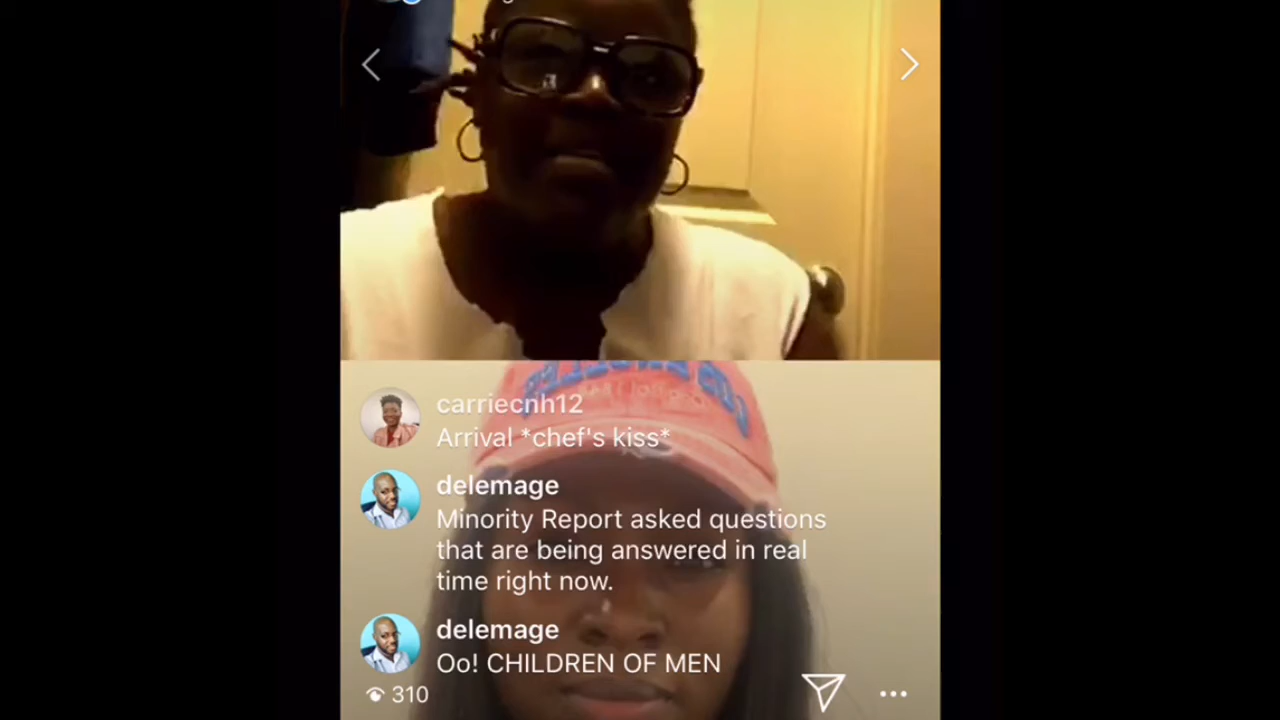 carriecnh12
Arrival *chef's kiss*
delemage
Minority Report asked questions
that are being answered in real
time right now.
delemage
Oo! CHILDREN OF MEN
310